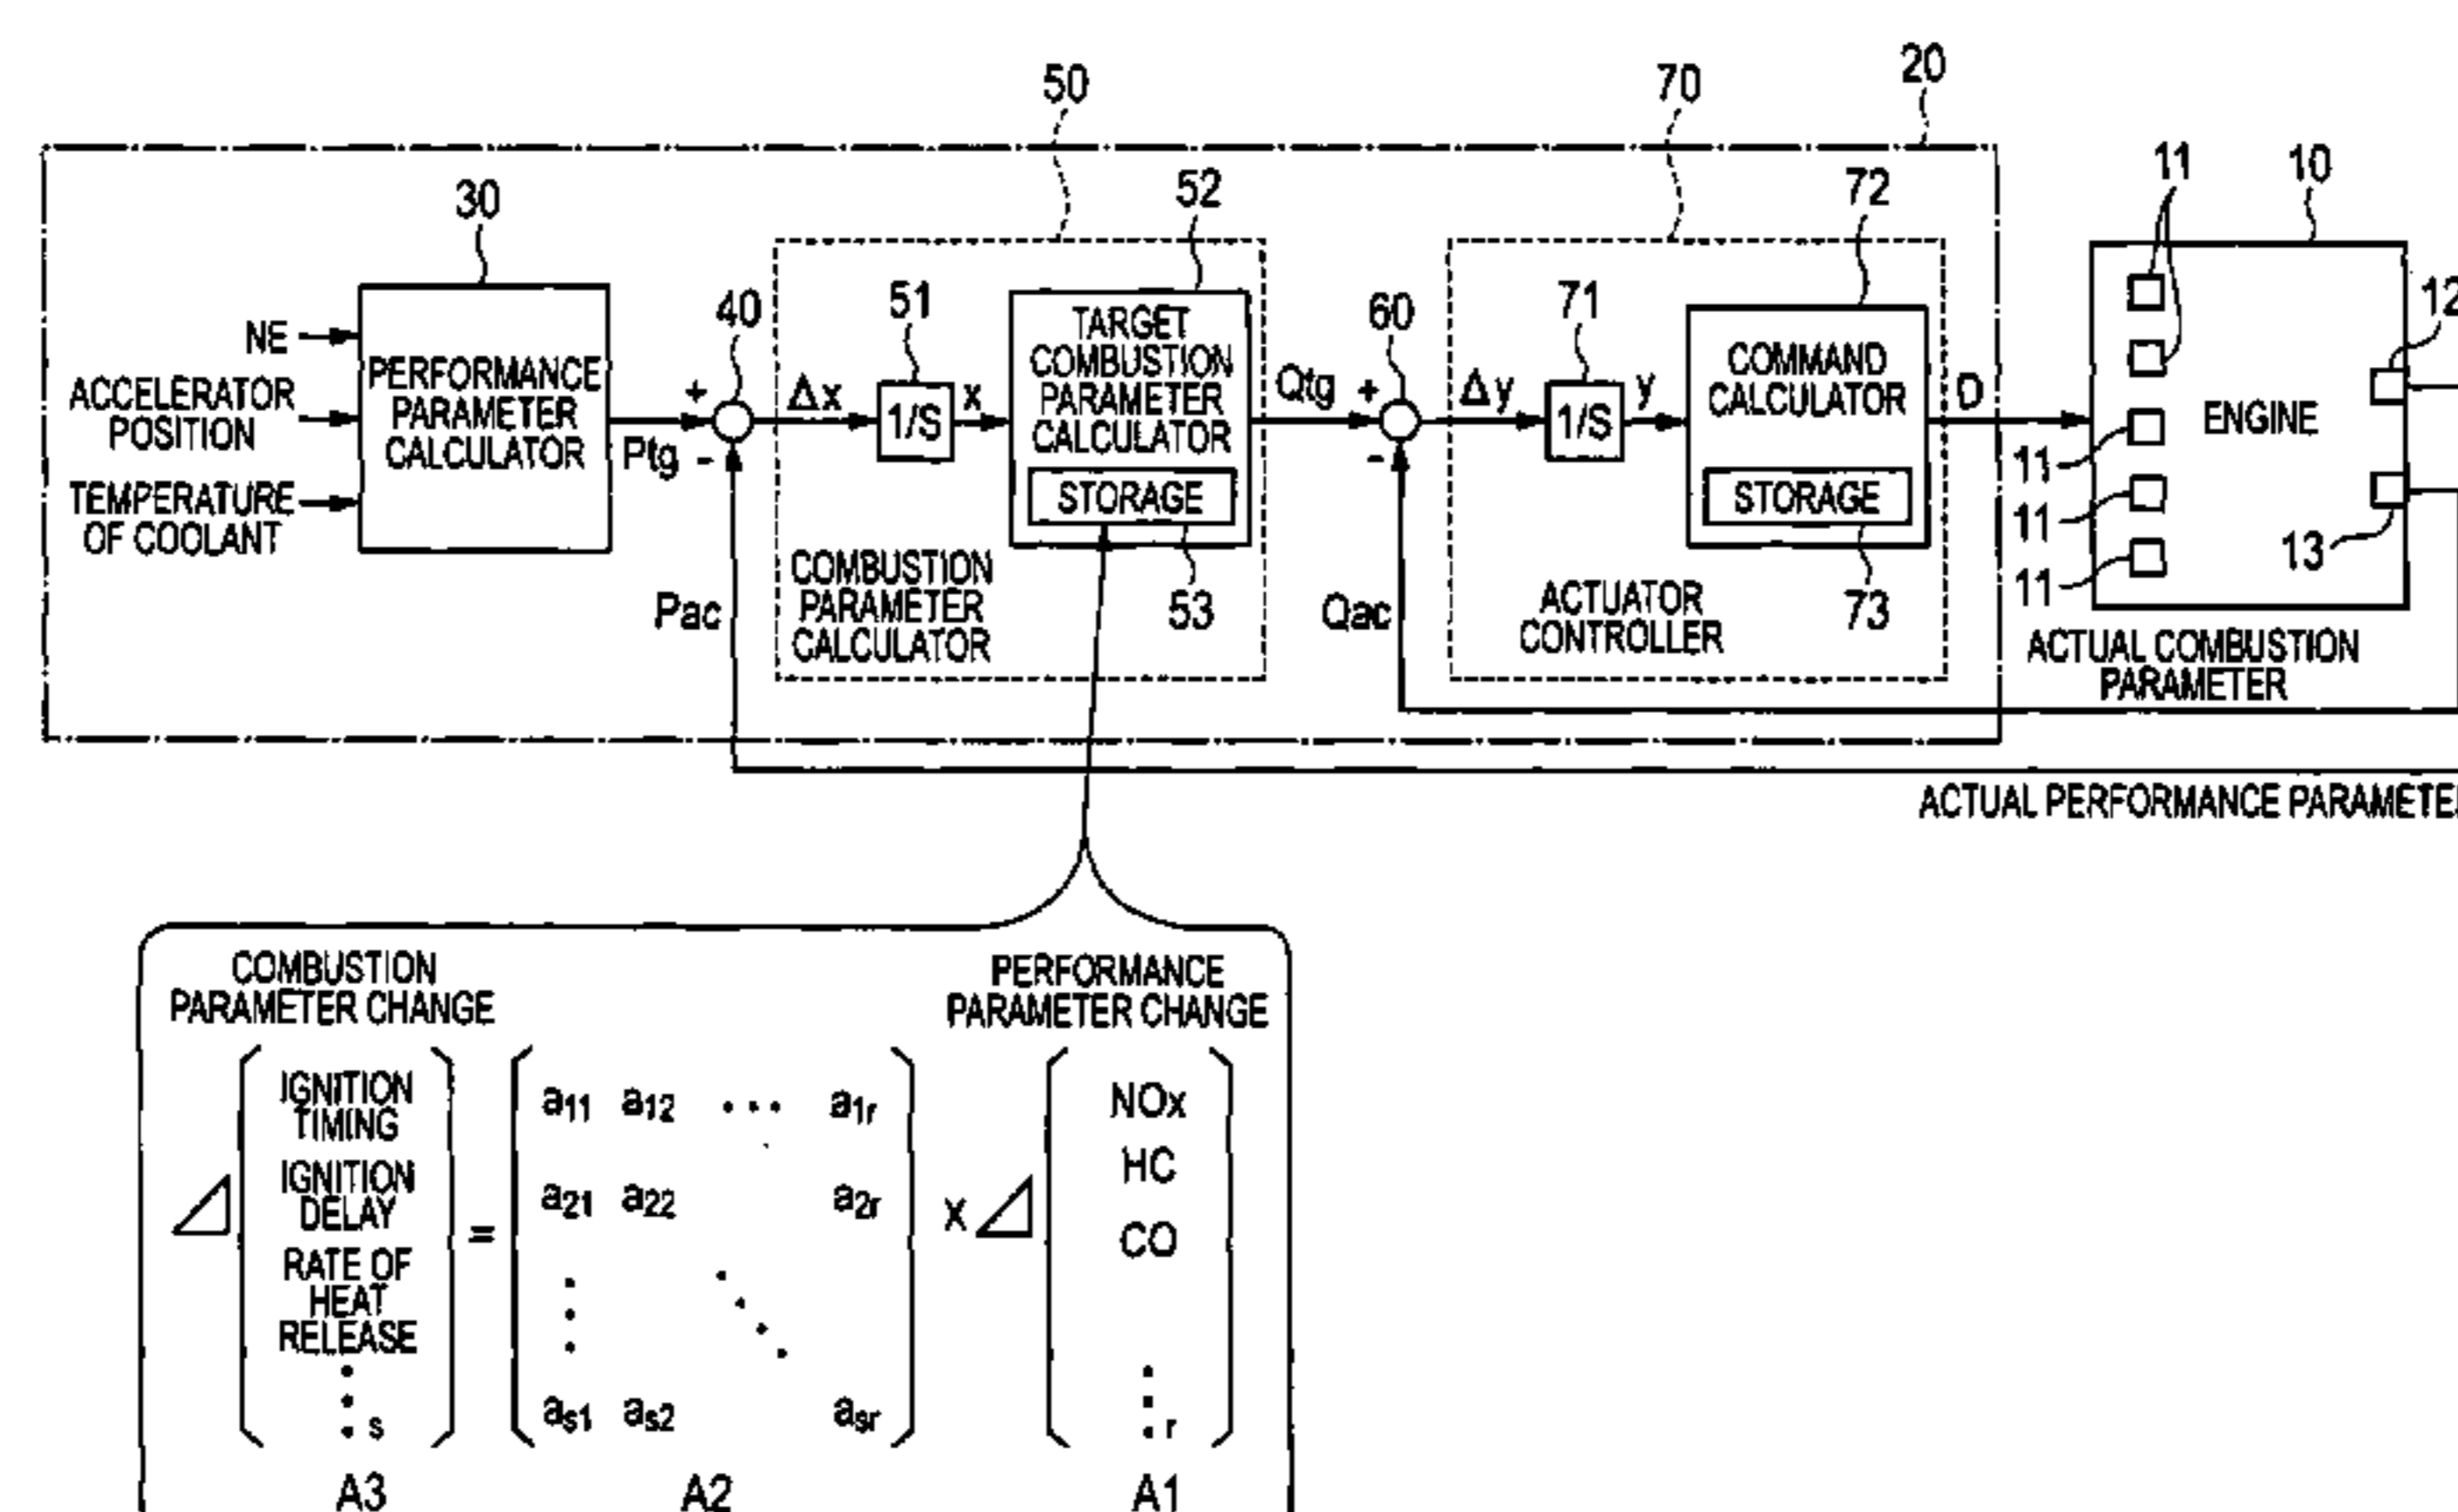 20
50
70
11
10
52
72
30
12
51
71
40
60
NE
ACCELERATOR
POSITION
TEMPERATURE
OF COOLANT
PERFORMANCE
PARAMETER
CALCULATOR
+
Ptg -
Δx
1/S
x
TARGET
COMBUSTION
PARAMETER
CALCULATOR
STORAGE
Qtg +
-
Δy
1/S
y
COMMAND
CALCULATOR
STORAGE
D
ENGINE
11
11
11
13
Pac
COMBUSTION
PARAMETER
CALCULATOR
53
Qac
ACTUATOR
CONTROLLER
73
ACTUAL COMBUSTION
PARAMETER
ACTUAL PERFORMANCE PARAMETE
COMBUSTION
PARAMETER CHANGE
PERFORMANCE
PARAMETER CHANGE
IGNITION
TIMING
IGNITION
DELAY
RATE OF
HEAT
RELEASE
s
=
a11 a12 ... a1r
a21 a22 a2r
as1 as2 asr
x
NOx
HC
CO
r
A3
A2
A1